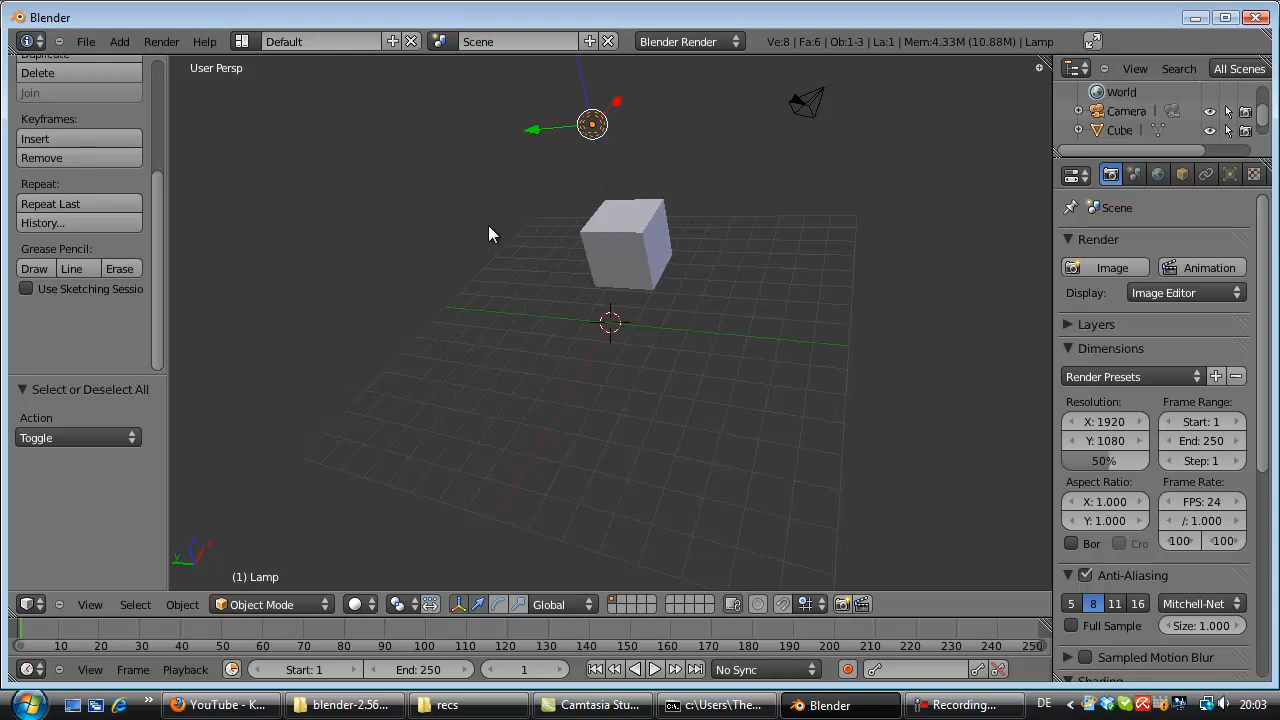 Blender
File Add Render Help Default Scene Blender Render Ve:8 | Fa:6 | Ob:1-3 | La:1 | Mem:4.33M (10.88M) | Lamp
Delete
Join
Keyframes:
Insert
Remove
Repeat:
Repeat Last
History...
Grease Pencil:
Draw Line Erase
Use Sketching Sessio
Select or Deselect All
Action
Toggle
User Persp
(1) Lamp
View Search All Scenes
World
Camera
Cube
Scene
Render
Image Animation
Display: Image Editor
Layers
Dimensions
Render Presets
Resolution: Frame Range:
X: 1920 Start: 1
Y: 1080 End: 250
50% Step: 1
Aspect Ratio: Frame Rate:
X: 1.000 FPS: 24
Y: 1.000 /: 1.000
Bor Cro 100 100
Anti-Aliasing
5 8 11 16 Mitchell-Net
Full Sample Size: 1.000
Sampled Motion Blur
View Select Object Object Mode Global
10 20 30 40 50 60 70 80 90 100 110 120 130 140 150 160 170 180 190 200 210 220 230 240 250
View Frame Playback Start: 1 End: 250 1 No Sync
YouTube - K... blender-2.56... docs Camtasia Stu... c:\Users\The... Blender Recording... DE 20:03